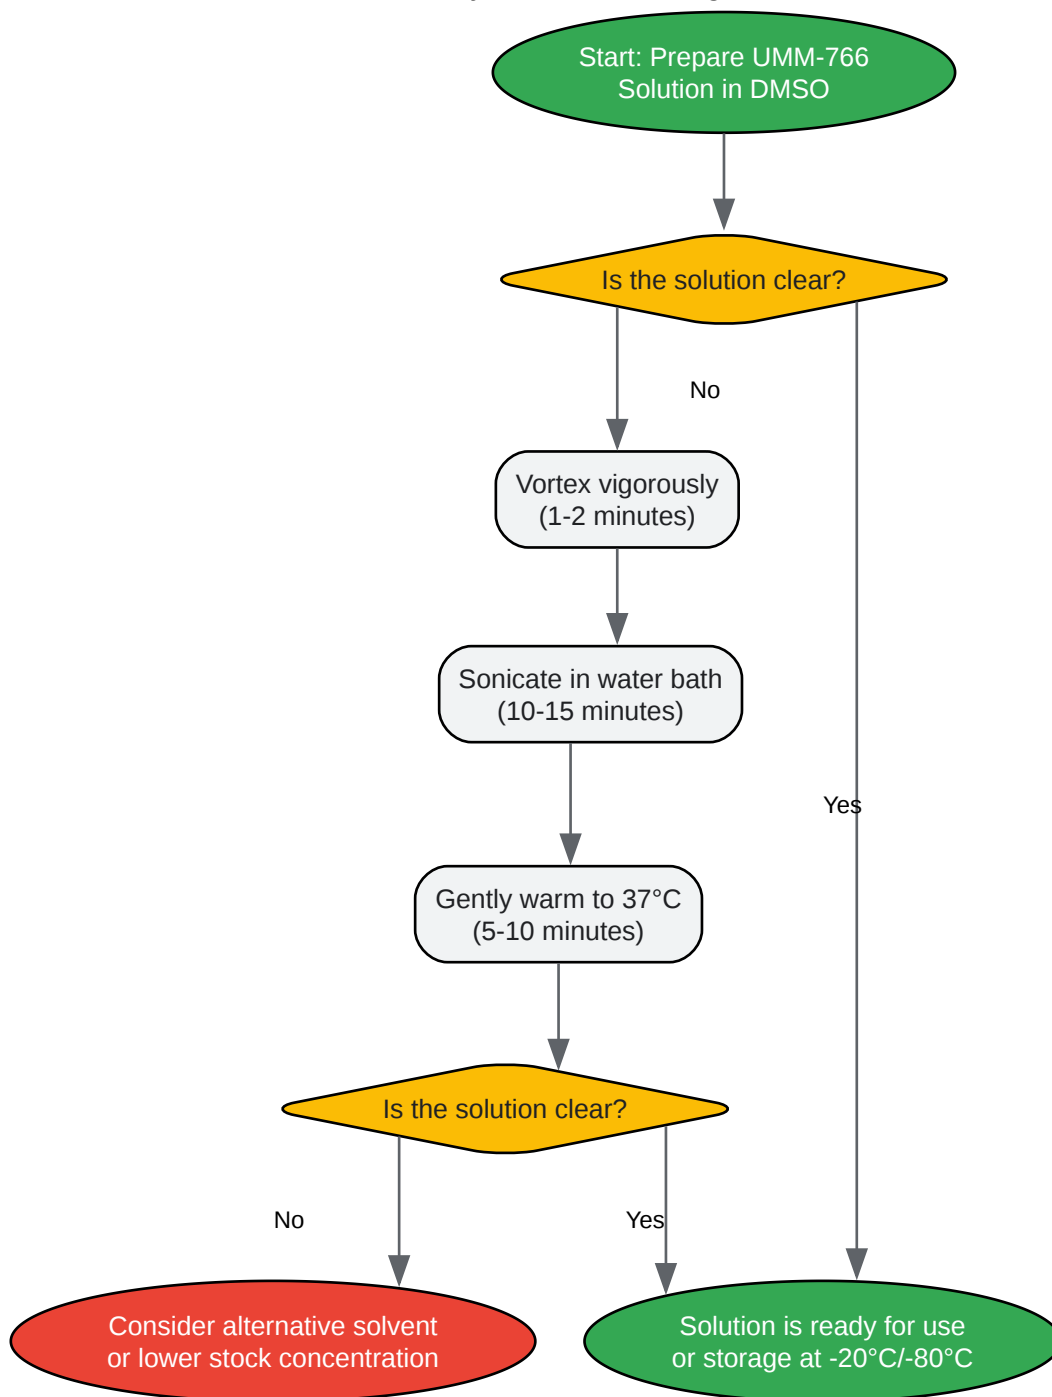 Start: Prepare UMM-766
Solution in DMSO
Is the solution clear?
No
Vortex vigorously
(1-2 minutes)
Sonicate in water bath
(10-15 minutes)
Yes
Gently warm to 37°C
(5-10 minutes)
Is the solution clear?
No
Yes
Consider alternative solvent
or lower stock concentration
Solution is ready for use
or storage at -20°C/-80°C